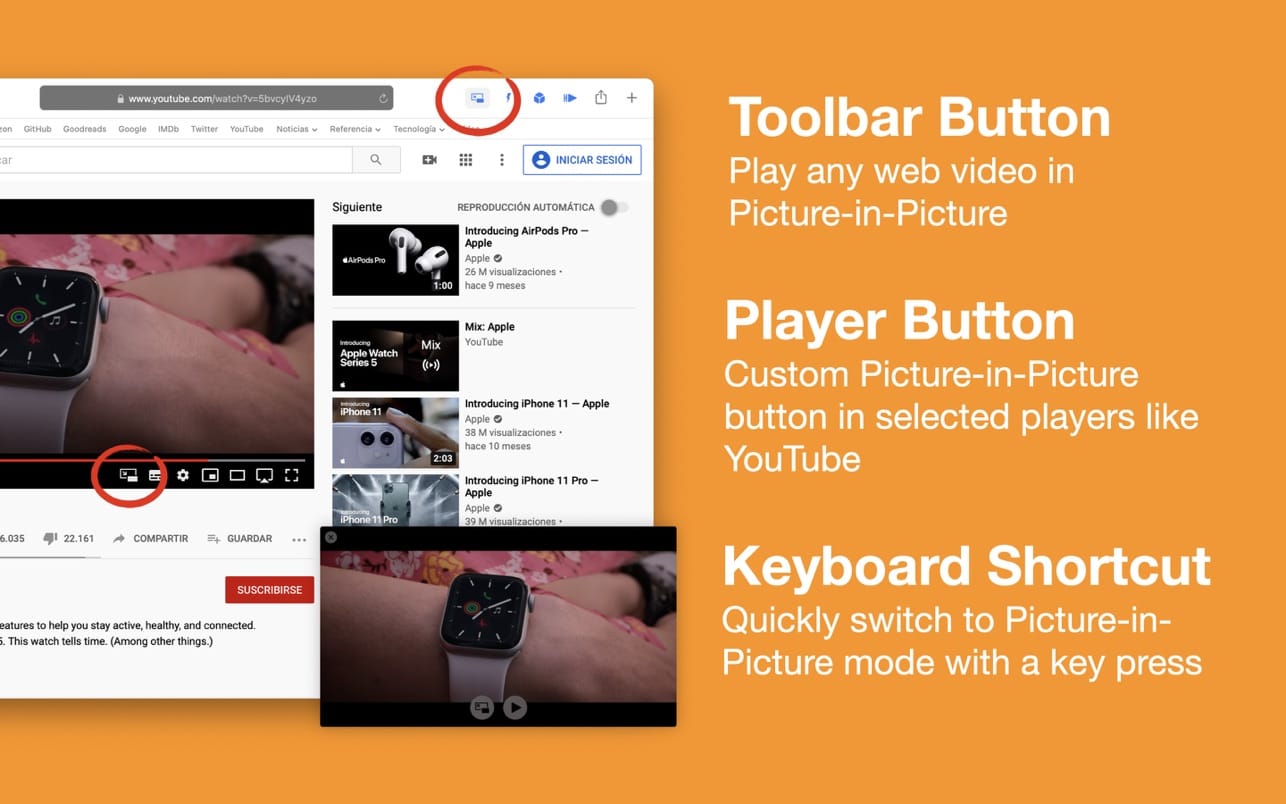 www.youtube.com/watch?v=5bvcyIV4yzo
GitHub Goodreads Google IMDb Twitter YouTube Noticias Referencia Tecnología
INICIAR SESIÓN
Siguiente REPRODUCCIÓN AUTOMÁTICA
AirPods Pro
1:00
Introducing AirPods Pro —
Apple
Apple
26 M visualizaciones •
hace 9 meses
Introducing
Apple Watch
Series 5
Mix
Mix: Apple
YouTube
Introducing
iPhone 11
2:03
Introducing iPhone 11 — Apple
Apple
38 M visualizaciones •
hace 10 meses
Introducing
iPhone 11 Pro
Introducing iPhone 11 Pro —
Apple
Apple
39 M visualizaciones •
6.035 22.161 COMPARTIR GUARDAR
SUSCRIBIRSE
eatures to help you stay active, healthy, and connected.
5. This watch tells time. (Among other things.)
Toolbar Button
Play any web video in
Picture-in-Picture
Player Button
Custom Picture-in-Picture
button in selected players like
YouTube
Keyboard Shortcut
Quickly switch to Picture-in-
Picture mode with a key press